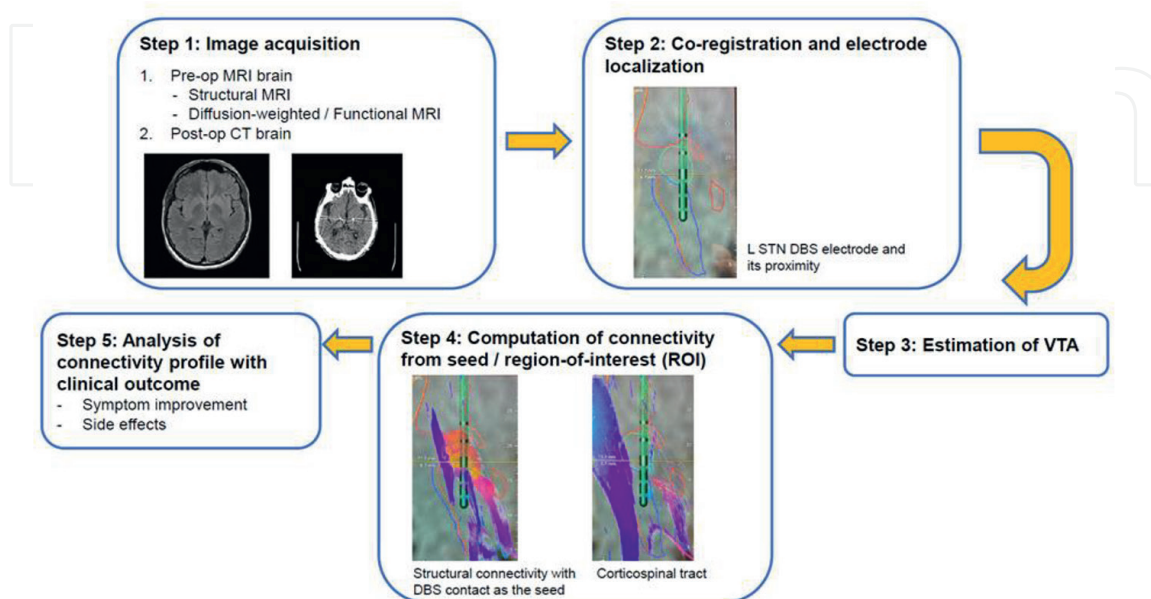 Step 1: Image acquisition
1. Pre-op MRI brain
- Structural MRI
- Diffusion-weighted / Functional MRI
2. Post-op CT brain
Step 2: Co-registration and electrode
localization
L STN DBS electrode and
its proximity
Step 3: Estimation of VTA
Step 4: Computation of connectivity
from seed / region-of-interest (ROI)
Structural connectivity with
DBS contact as the seed
Corticospinal tract
Step 5: Analysis of
connectivity profile with
clinical outcome
- Symptom improvement
- Side effects